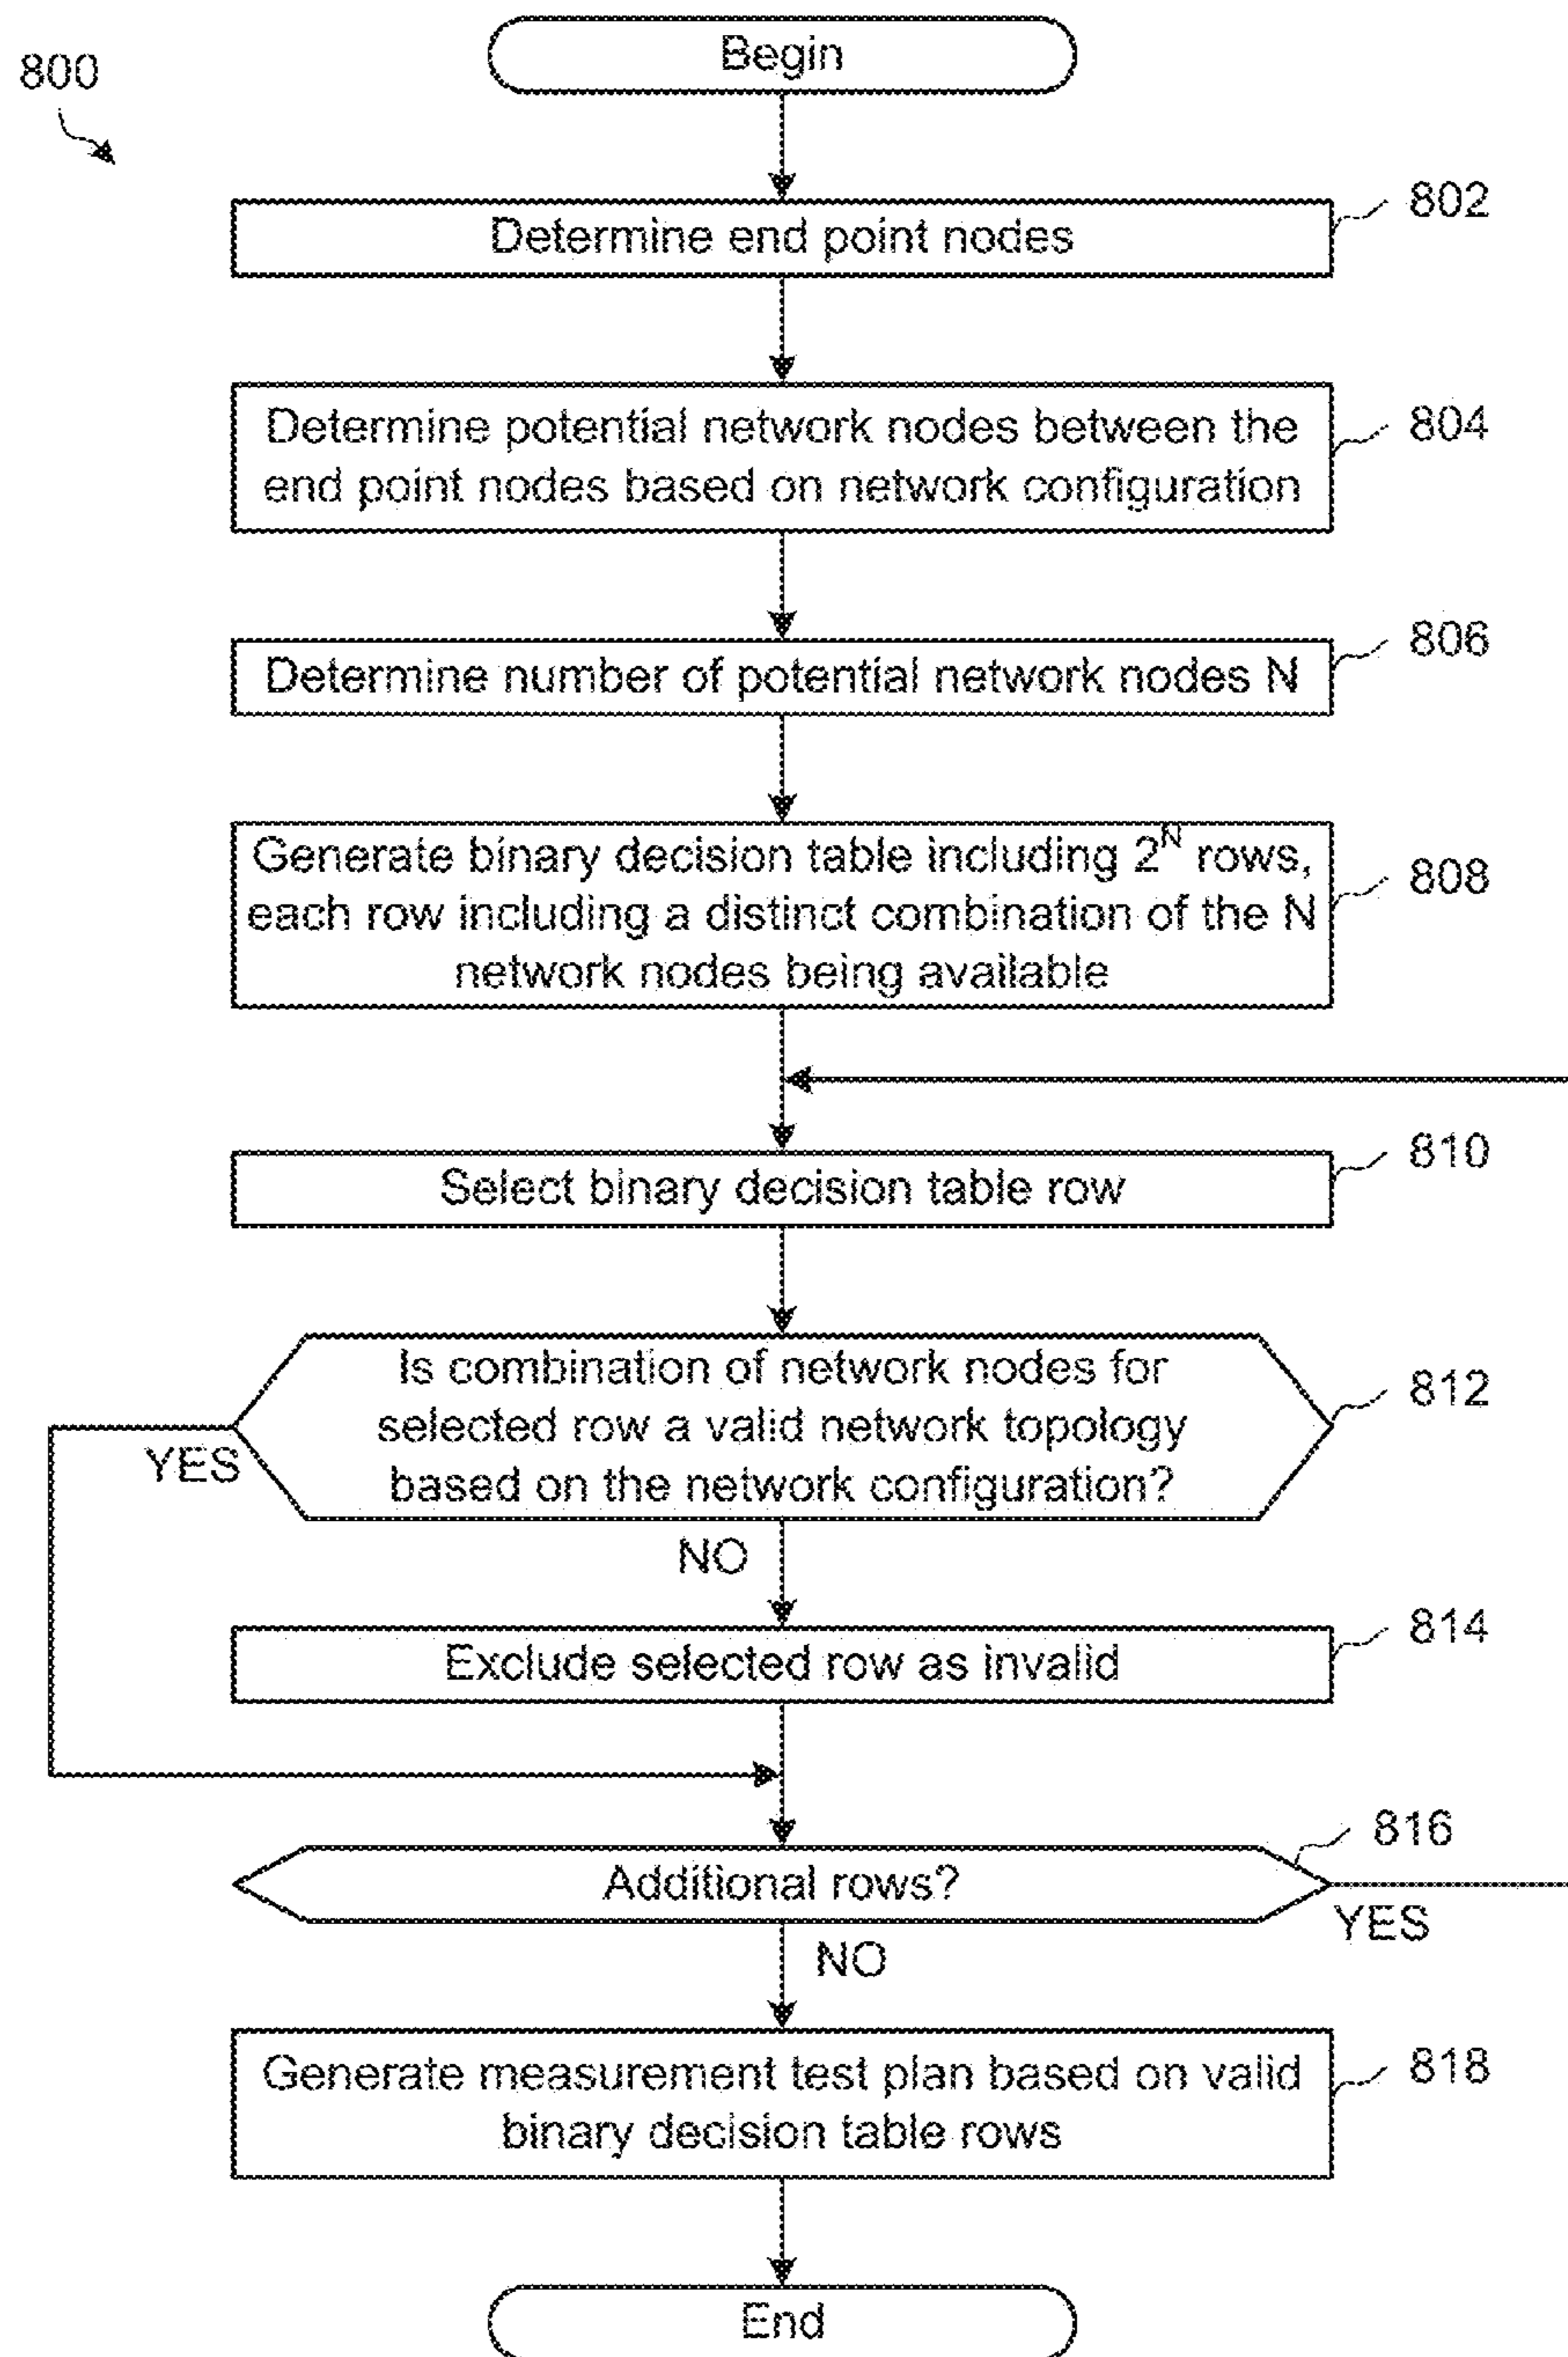 800
Begin
802
Determine end point nodes
804
Determine potential network nodes between the
end point nodes based on network configuration
806
Determine number of potential network nodes N
808
Generate binary decision table including 2^N rows,
each row including a distinct combination of the N
network nodes being available
810
Select binary decision table row
812
Is combination of network nodes for
selected row a valid network topology
based on the network configuration?
YES
NO
814
Exclude selected row as invalid
816
Additional rows?
YES
NO
818
Generate measurement test plan based on valid
binary decision table rows
End